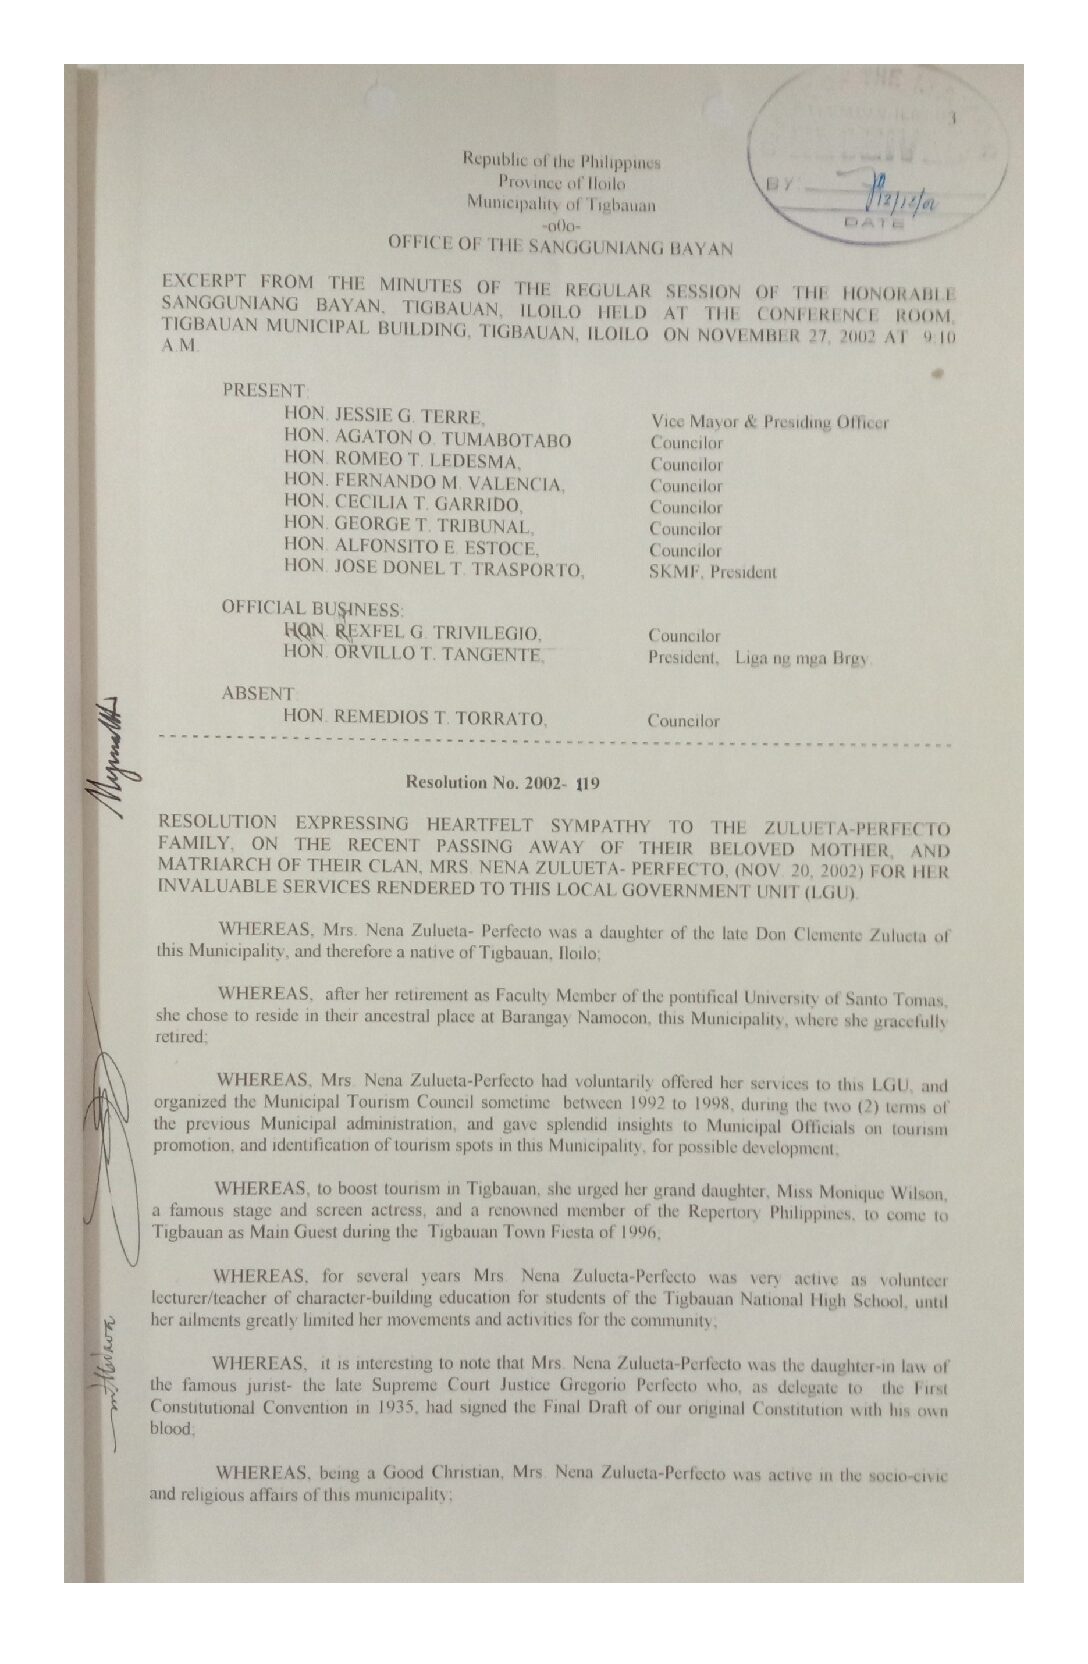 Republic of the Philippines
Province of Iloilo
Municipality of Tigbauan
-o0o-
OFFICE OF THE SANGGUNIANG BAYAN
BY
12/12/02
DATE
EXCERPT FROM THE MINUTES OF THE REGULAR SESSION OF THE HONORABLE
SANGGUNIANG BAYAN, TIGBAUAN, ILOILO HELD AT THE CONFERENCE ROOM,
TIGBAUAN MUNICIPAL BUILDING, TIGBAUAN, ILOILO ON NOVEMBER 27, 2002 AT 9:10
A.M.
PRESENT:
HON. JESSIE G. TERRE, Vice Mayor & Presiding Officer
HON. AGATON O. TUMABOTABO Councilor
HON. ROMEO T. LEDESMA, Councilor
HON. FERNANDO M. VALENCIA, Councilor
HON. CECILIA T. GARRIDO, Councilor
HON. GEORGE T. TRIBUNAL, Councilor
HON. ALFONSITO E. ESTOCE, Councilor
HON. JOSE DONEL T. TRASPORTO, SKMF, President
OFFICIAL BUSINESS:
HON. REXFEL G. TRIVILEGIO, Councilor
HON. ORVILLO T. TANGENTE, President, Liga ng mga Brgy.
ABSENT:
HON. REMEDIOS T. TORRATO, Councilor
Resolution No. 2002- 119
RESOLUTION EXPRESSING HEARTFELT SYMPATHY TO THE ZULUETA-PERFECTO
FAMILY, ON THE RECENT PASSING AWAY OF THEIR BELOVED MOTHER, AND
MATRIARCH OF THEIR CLAN, MRS. NENA ZULUETA- PERFECTO, (NOV. 20, 2002) FOR HER
INVALUABLE SERVICES RENDERED TO THIS LOCAL GOVERNMENT UNIT (LGU).
WHEREAS, Mrs. Nena Zulueta- Perfecto was a daughter of the late Don Clemente Zulueta of
this Municipality, and therefore a native of Tigbauan, Iloilo;
WHEREAS, after her retirement as Faculty Member of the pontifical University of Santo Tomas,
she chose to reside in their ancestral place at Barangay Namocon, this Municipality, where she gracefully
retired;
WHEREAS, Mrs. Nena Zulueta-Perfecto had voluntarily offered her services to this LGU, and
organized the Municipal Tourism Council sometime between 1992 to 1998, during the two (2) terms of
the previous Municipal administration, and gave splendid insights to Municipal Officials on tourism
promotion, and identification of tourism spots in this Municipality, for possible development;
WHEREAS, to boost tourism in Tigbauan, she urged her grand daughter, Miss Monique Wilson,
a famous stage and screen actress, and a renowned member of the Repertory Philippines, to come to
Tigbauan as Main Guest during the Tigbauan Town Fiesta of 1996;
WHEREAS, for several years Mrs. Nena Zulueta-Perfecto was very active as volunteer
lecturer/teacher of character-building education for students of the Tigbauan National High School, until
her ailments greatly limited her movements and activities for the community;
WHEREAS, it is interesting to note that Mrs. Nena Zulueta-Perfecto was the daughter-in law of
the famous jurist- the late Supreme Court Justice Gregorio Perfecto who, as delegate to the First
Constitutional Convention in 1935, had signed the Final Draft of our original Constitution with his own
blood;
WHEREAS, being a Good Christian, Mrs. Nena Zulueta-Perfecto was active in the socio-civic
and religious affairs of this municipality;